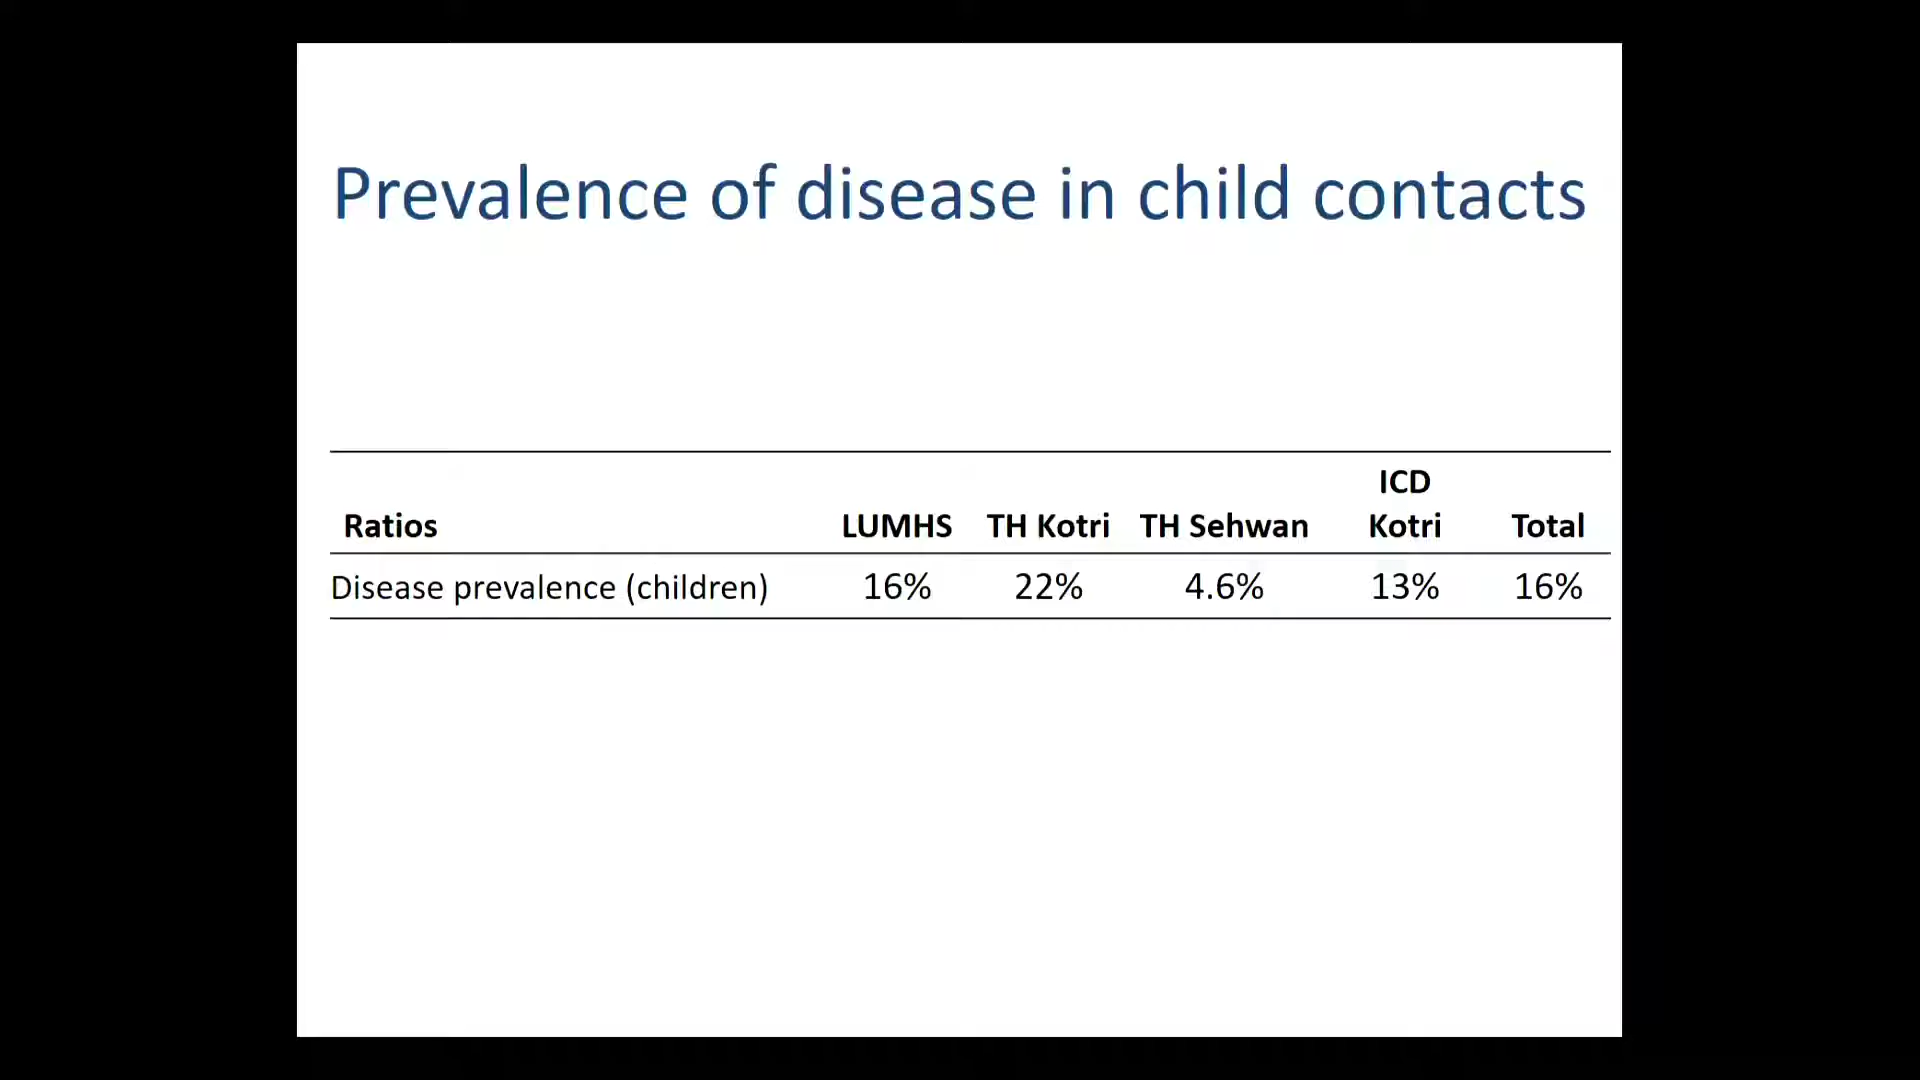 Prevalence of disease in child contacts
Ratios LUMHS TH Kotri TH Sehwan ICD Kotri Total
Disease prevalence (children) 16% 22% 4.6% 13% 16%